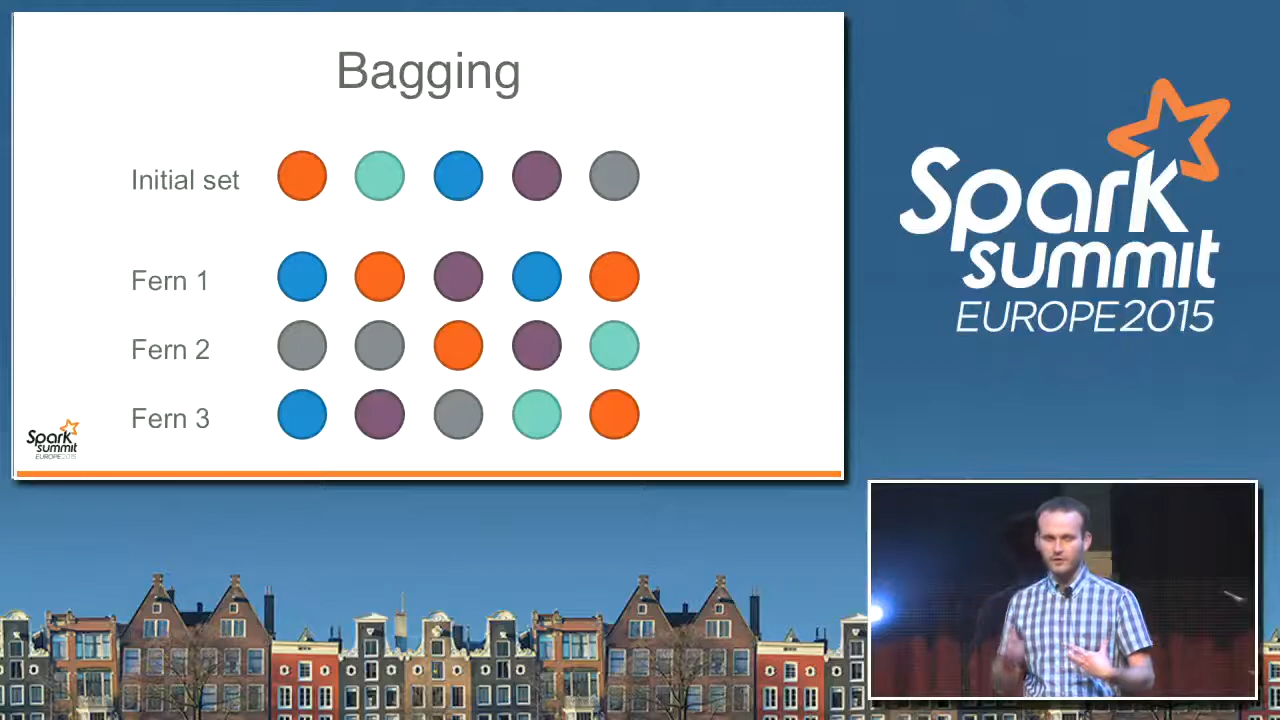 Bagging
Initial set
Fern 1
Fern 2
Fern 3
Spark
summit
EUROPE 2015
Spark
summit
EUROPE 2015